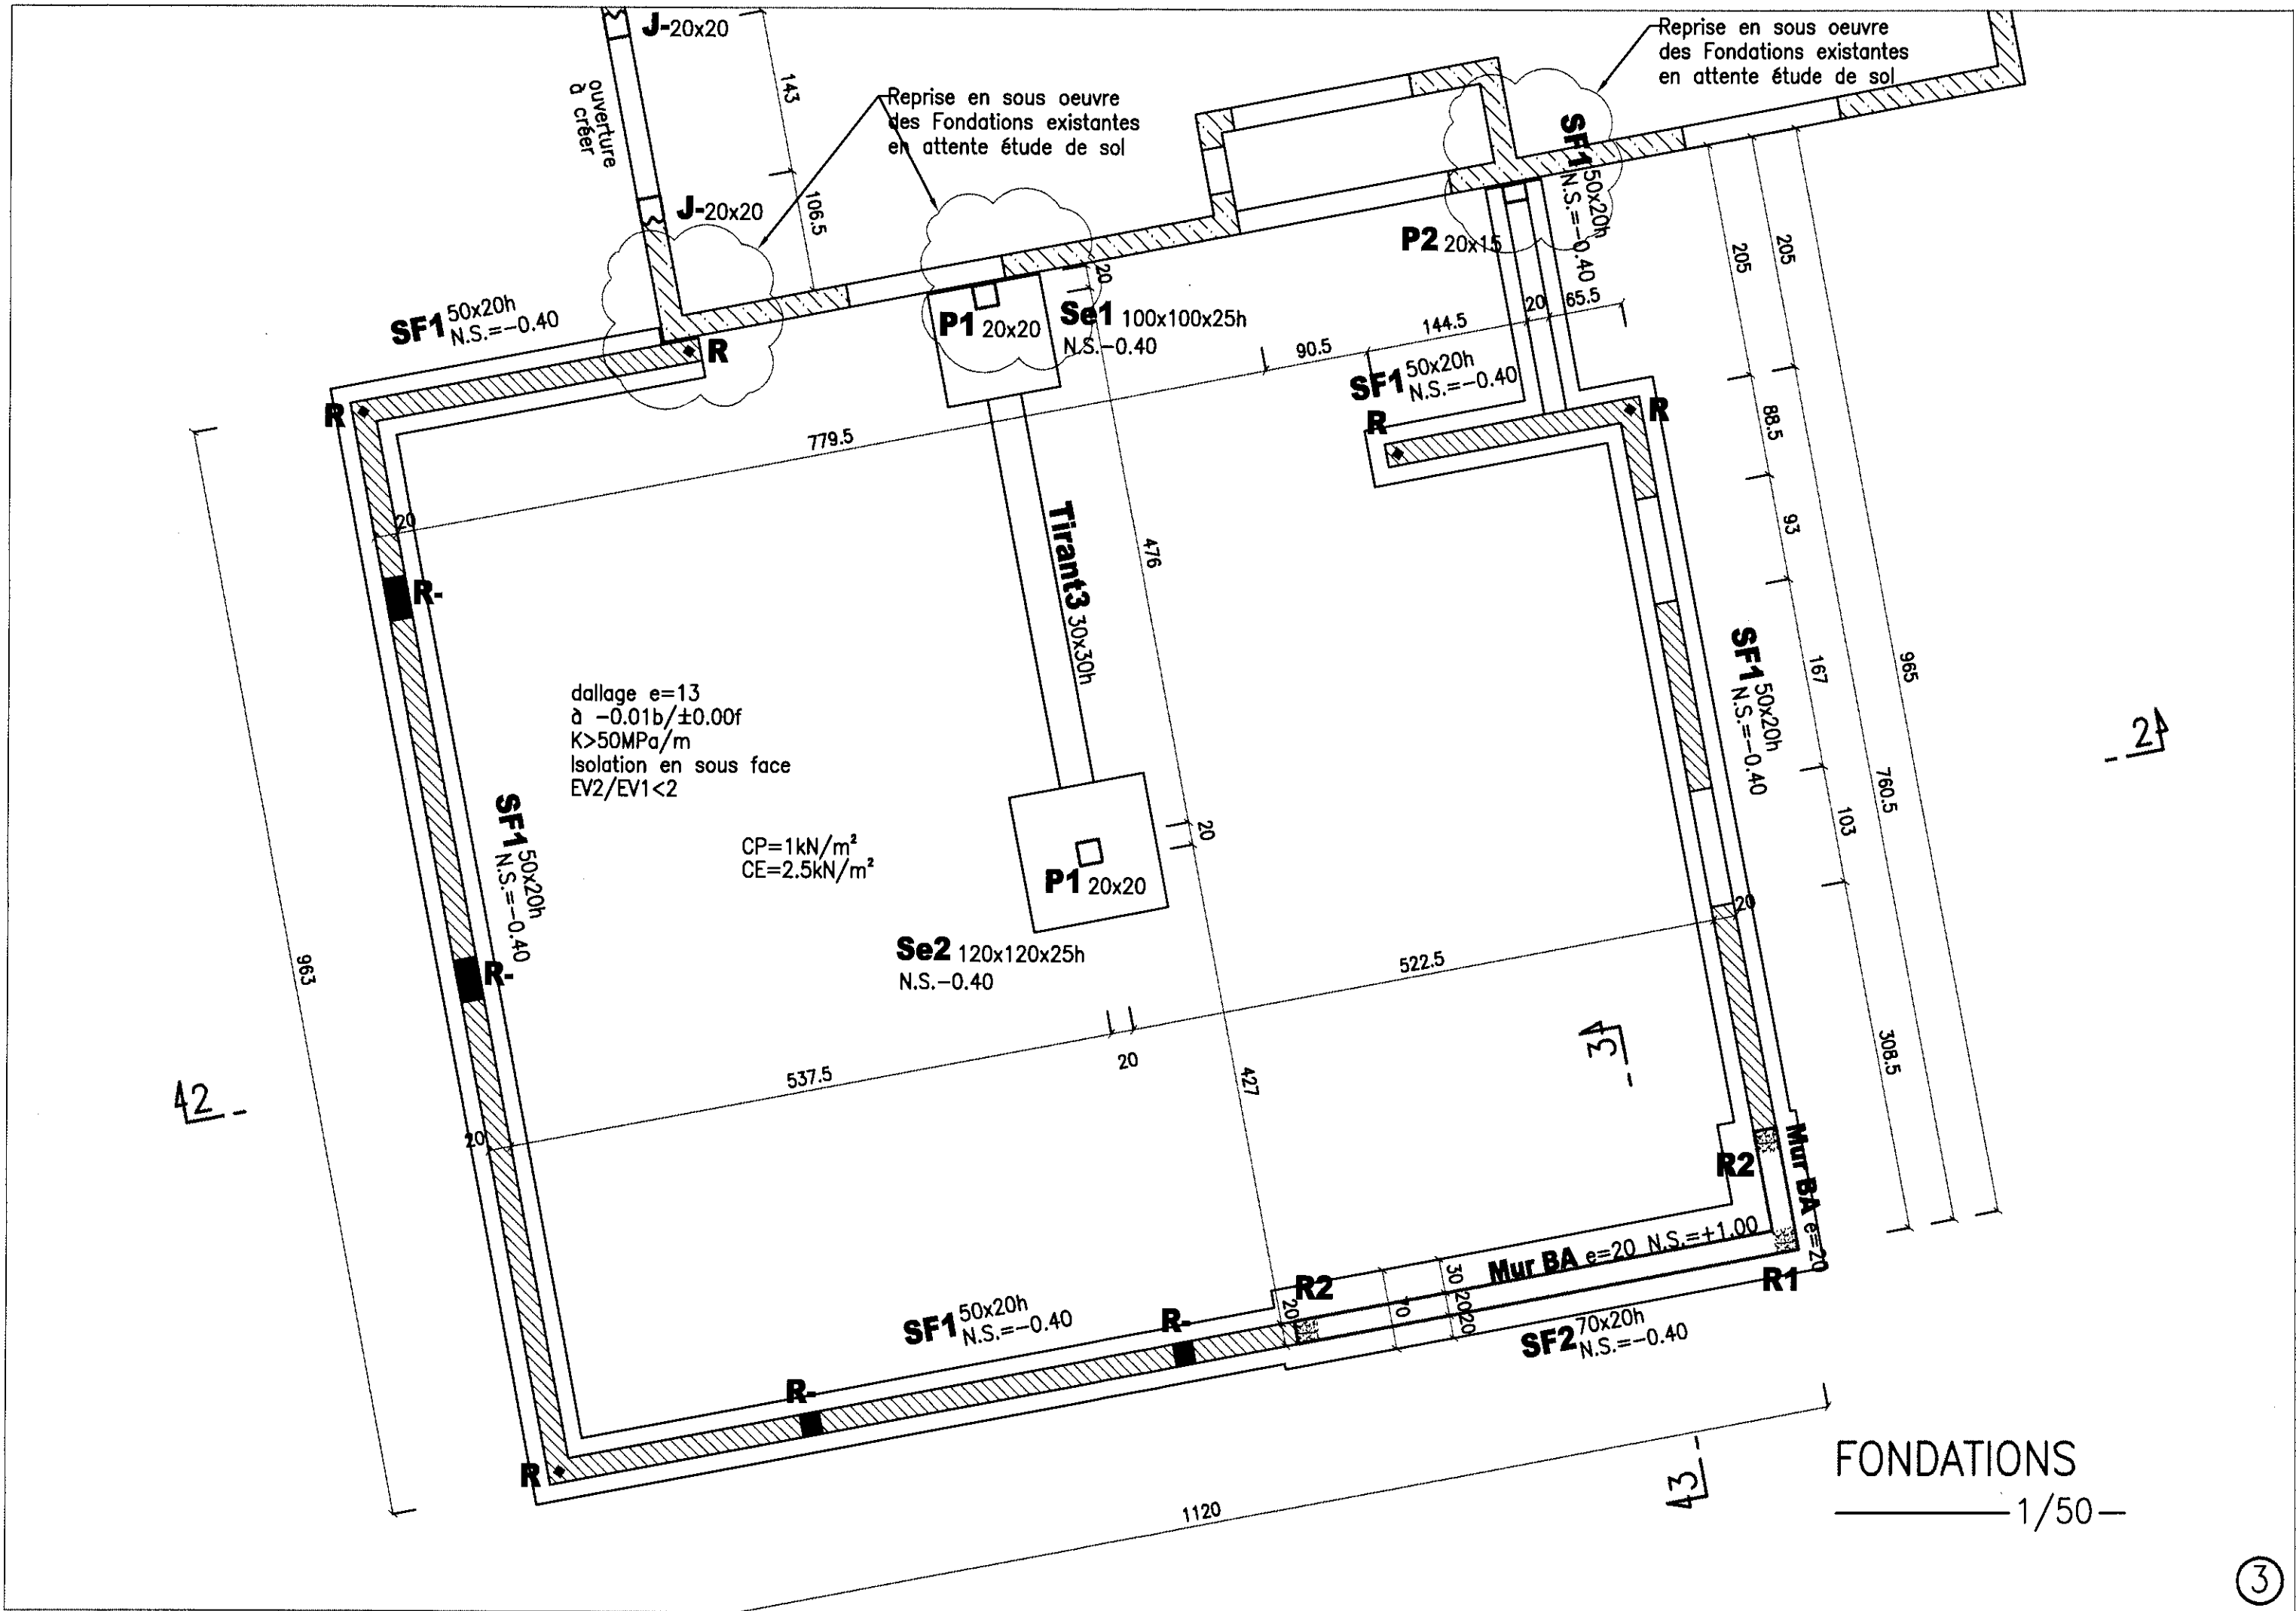 J-20x20
143
ouverture
à créer
Reprise en sous oeuvre
des Fondations existantes
en attente étude de sol
Reprise en sous oeuvre
des Fondations existantes
en attente étude de sol
J-20x20
106.5
SF1 50x20h
N.S.=-0.40
P2 20x15
205
205
SF1 50x20h
N.S.=-0.40
R
R
P1 20x20
20
Se1 100x100x25h
N.S.-0.40
90.5
144.5
20
65.5
SF1 50x20h
N.S.=-0.40
R
R
88.5
779.5
20
R-
Tirant3 30x30h
476
93
167
965
SF1 50x20h
N.S.=-0.40
2
dallage e=13
à -0.01b/±0.00f
K>50MPa/m
Isolation en sous face
EV2/EV1<2
CP=1kN/m²
CE=2.5kN/m²
SF1 50x20h
N.S.=-0.40
20
P1 20x20
760.5
103
20
Se2 120x120x25h
N.S.-0.40
522.5
963
R-
537.5
20
427
3
308.5
2
20
R2
Mur BA e=20
Mur BA e=20 N.S.=+1.00
R1
R2
20
30
20
20
70
SF1 50x20h
N.S.=-0.40
R-
SF2 70x20h
N.S.=-0.40
R-
R
3
1120
FONDATIONS
1/50
3